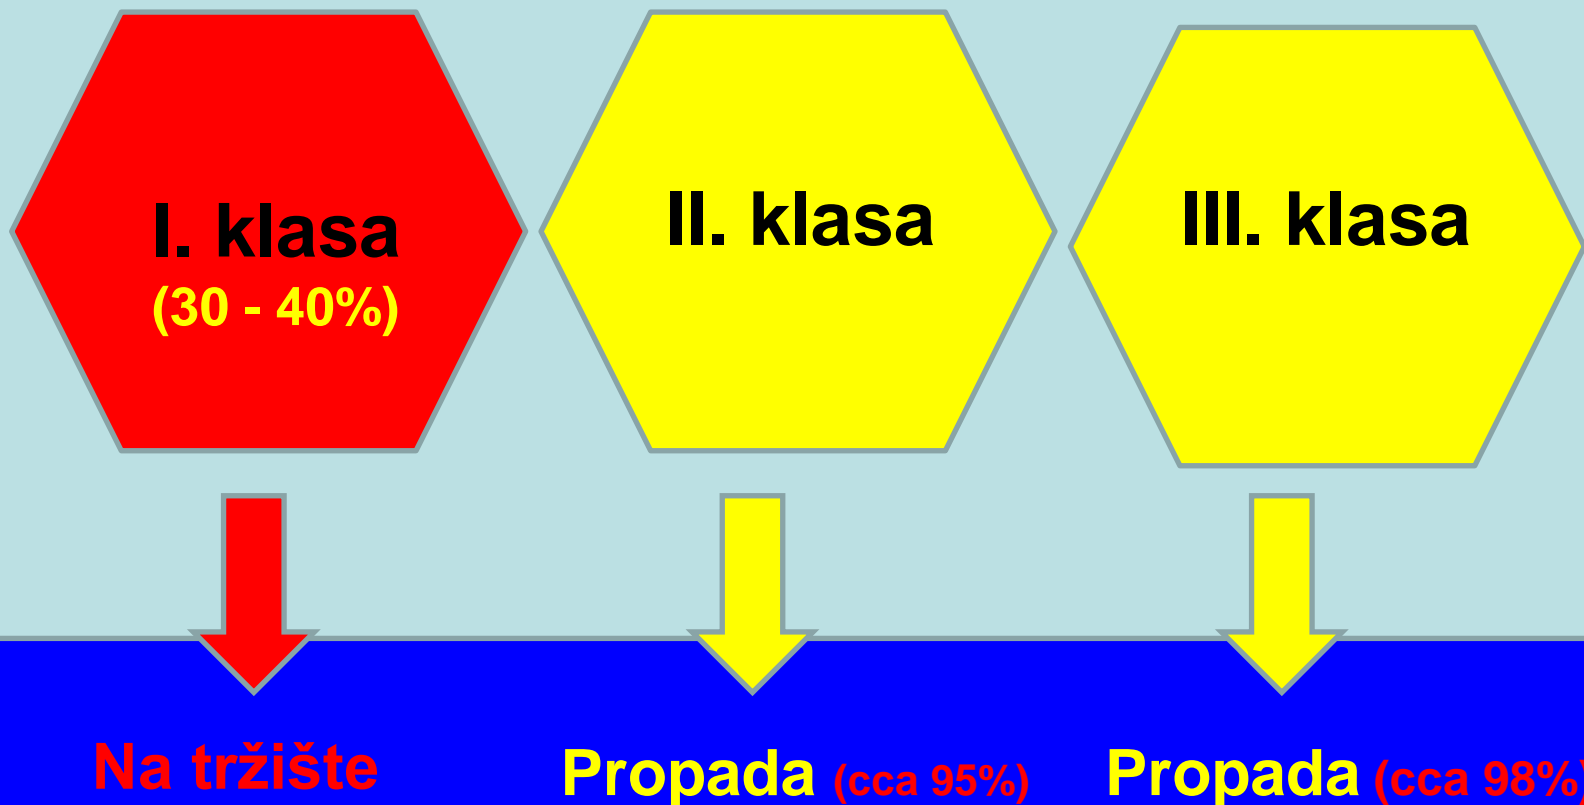 I. klasa
(30 - 40%)
II. klasa
III. klasa
Na tržište
Propada (cca 95%)
Propada (cca 98%)